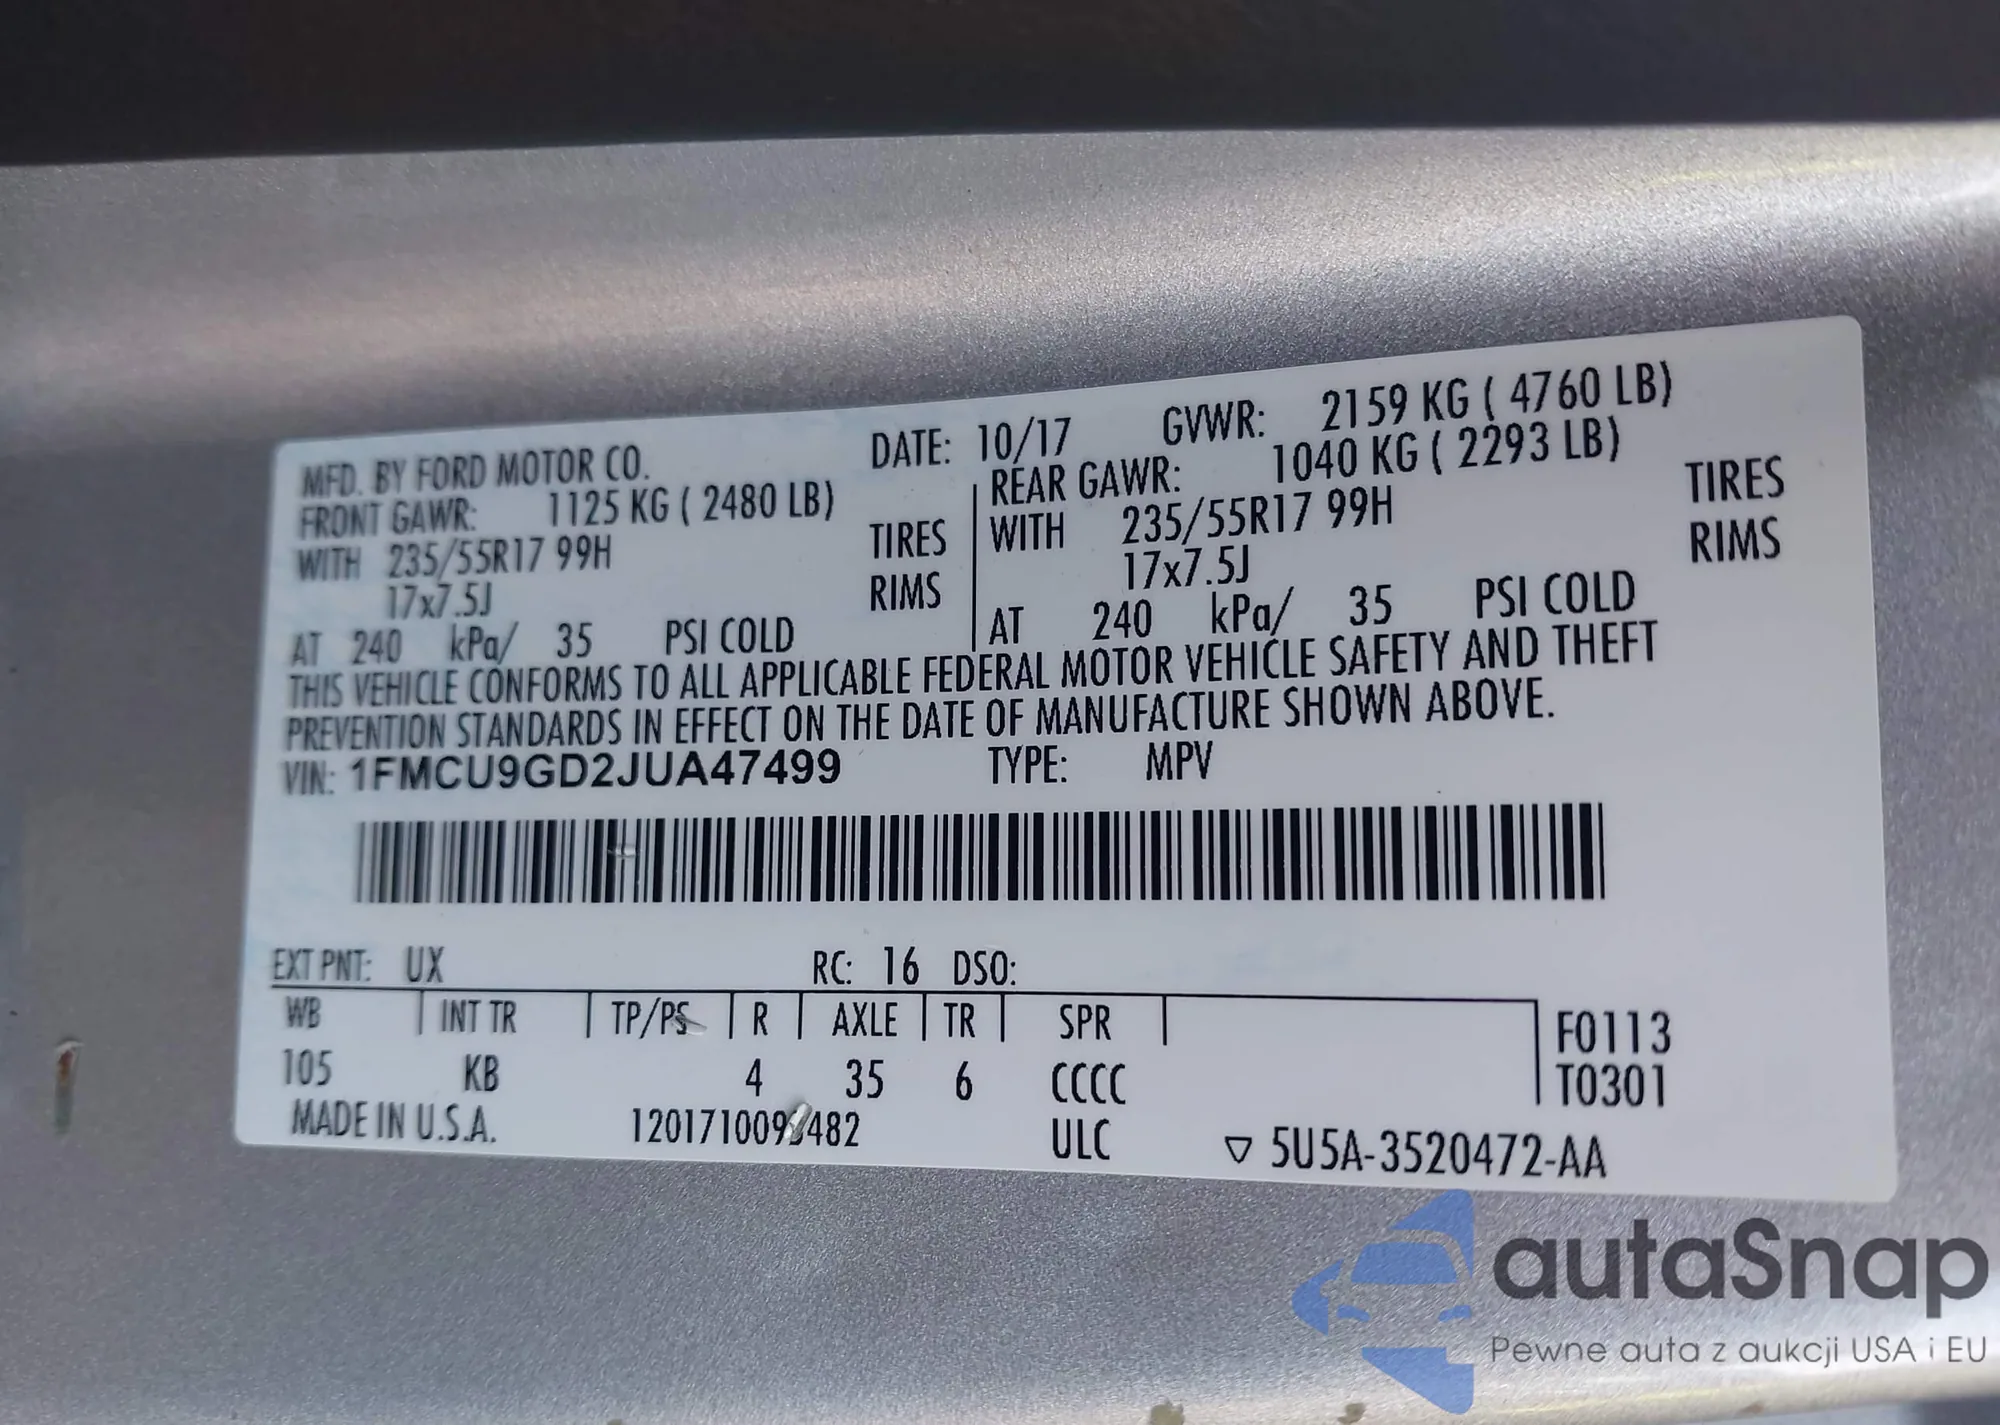 MFD. BY FORD MOTOR CO. DATE: 10/17 GVWR: 2159 KG ( 4760 LB)
FRONT GAWR: 1125 KG ( 2480 LB) REAR GAWR: 1040 KG ( 2293 LB)
WITH 235/55R17 99H TIRES WITH 235/55R17 99H TIRES
17x7.5J RIMS 17x7.5J RIMS
AT 240 kPa/ 35 PSI COLD AT 240 kPa/ 35 PSI COLD
THIS VEHICLE CONFORMS TO ALL APPLICABLE FEDERAL MOTOR VEHICLE SAFETY AND THEFT
PREVENTION STANDARDS IN EFFECT ON THE DATE OF MANUFACTURE SHOWN ABOVE.
VIN: 1FMCU9GD2JUA47499 TYPE: MPV
EXT PNT: UX RC: 16 DSO:
WB INT TR TP/PS R AXLE TR SPR F0113
105 KB 4 35 6 CCCC T0301
MADE IN U.S.A. ULC ▽ 5U5A-3520472-AA
autaSnap
Pewne auta z aukcji USA i EU